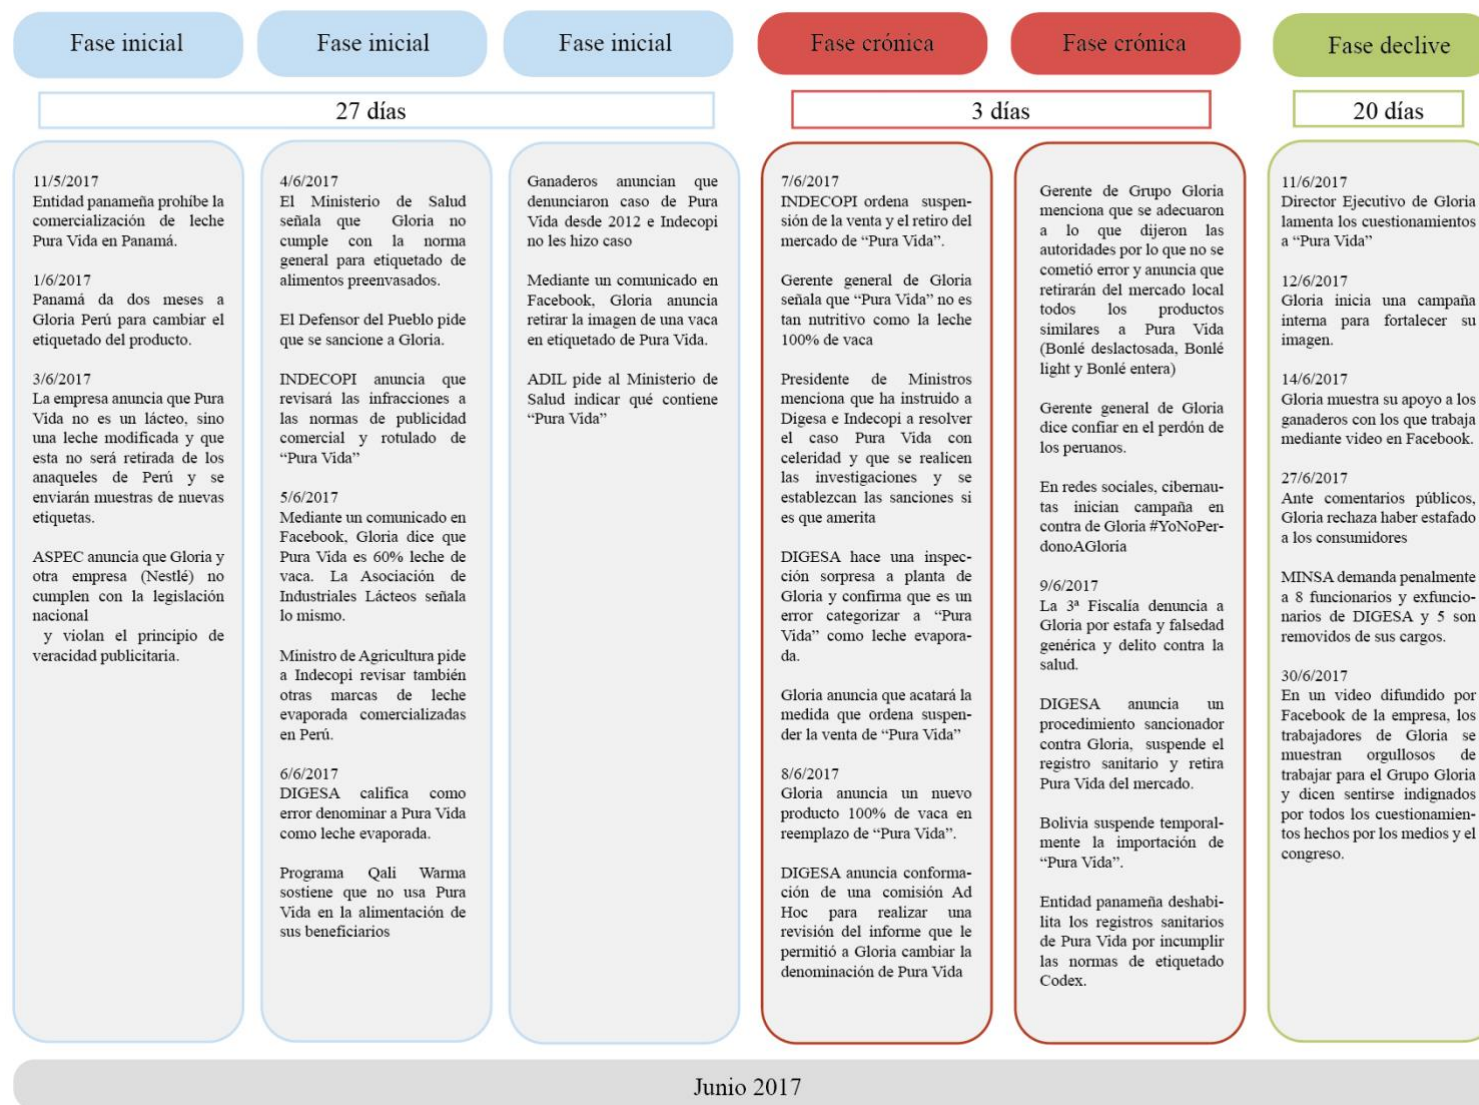 Fase inicial
Fase inicial
Fase inicial
Fase crónica
Fase crónica
Fase declive
27 días
3 días
20 días
11/5/2017
Entidad panameña prohíbe la
comercialización de leche
Pura Vida en Panamá.
1/6/2017
Panamá da dos meses a
Gloria Perú para cambiar el
etiquetado del producto.
3/6/2017
La empresa anuncia que Pura
Vida no es un lácteo, sino
una leche modificada y que
esta no será retirada de los
anaqueles de Perú y se
enviarán muestras de nuevas
etiquetas.
ASPEC anuncia que Gloria y
otra empresa (Nestlé) no
cumplen con la legislación
nacional
y violan el principio de
veracidad publicitaria.
4/6/2017
El Ministerio de Salud
señala que Gloria no
cumple con la norma
general para etiquetado de
alimentos preenvasados.
El Defensor del Pueblo pide
que se sancione a Gloria.
INDECOPI anuncia que
revisará las infracciones a
las normas de publicidad
comercial y rotulado de
“Pura Vida”
5/6/2017
Mediante un comunicado en
Facebook, Gloria dice que
Pura Vida es 60% leche de
vaca. La Asociación de
Industriales Lácteos señala
lo mismo.
Ministro de Agricultura pide
a Indecopi revisar también
otras marcas de leche
evaporada comercializadas
en Perú.
6/6/2017
DIGESA califica como
error denominar a Pura Vida
como leche evaporada.
Programa Qali Warma
sostiene que no usa Pura
Vida en la alimentación de
sus beneficiarios
Ganaderos anuncian que
denunciaron caso de Pura
Vida desde 2012 e Indecopi
no les hizo caso
Mediante un comunicado en
Facebook, Gloria anuncia
retirar la imagen de una vaca
en etiquetado de Pura Vida.
ADIL pide al Ministerio de
Salud indicar qué contiene
“Pura Vida”
7/6/2017
INDECOPI ordena suspen-
sión de la venta y el retiro del
mercado de “Pura Vida”.
Gerente general de Gloria
señala que “Pura Vida” no es
tan nutritivo como la leche
100% de vaca
Presidente de Ministros
menciona que ha instruido a
Digesa e Indecopi a resolver
el caso Pura Vida con
celeridad y que se realicen
las investigaciones y se
establezcan las sanciones si
es que amerita
DIGESA hace una inspec-
ción sorpresa a planta de
Gloria y confirma que es un
error categorizar a “Pura
Vida” como leche evapora-
da.
Gloria anuncia que acatará la
medida que ordena suspen-
der la venta de “Pura Vida”
8/6/2017
Gloria anuncia un nuevo
producto 100% de vaca en
reemplazo de “Pura Vida”.
DIGESA anuncia conforma-
ción de una comisión Ad
Hoc para realizar una
revisión del informe que le
permitió a Gloria cambiar la
denominación de Pura Vida
Gerente de Grupo Gloria
menciona que se adecuaron
a lo que dijeron las
autoridades por lo que no se
cometió error y anuncia que
retirarán del mercado local
todos los productos
similares a Pura Vida
(Bonlé deslactosada, Bonlé
light y Bonlé entera)
Gerente general de Gloria
dice confiar en el perdón de
los peruanos.
En redes sociales, cibernau-
tas inician campaña en
contra de Gloria #YoNoPer-
donoAGloria
9/6/2017
La 3ª Fiscalía denuncia a
Gloria por estafa y falsedad
genérica y delito contra la
salud.
DIGESA anuncia un
procedimiento sancionador
contra Gloria, suspende el
registro sanitario y retira
Pura Vida del mercado.
Bolivia suspende temporal-
mente la importación de
“Pura Vida”.
Entidad panameña deshabi-
lita los registros sanitarios
de Pura Vida por incumplir
las normas de etiquetado
Codex.
11/6/2017
Director Ejecutivo de Gloria
lamenta los cuestionamientos
a “Pura Vida”
12/6/2017
Gloria inicia una campaña
interna para fortalecer su
imagen.
14/6/2017
Gloria muestra su apoyo a los
ganaderos con los que trabaja
mediante video en Facebook.
27/6/2017
Ante comentarios públicos,
Gloria rechaza haber estafado
a los consumidores
MINSA demanda penalmente
a 8 funcionarios y exfuncio-
narios de DIGESA y 5 son
removidos de sus cargos.
30/6/2017
En un video difundido por
Facebook de la empresa, los
trabajadores de Gloria se
muestran orgullosos de
trabajar para el Grupo Gloria
y dicen sentirse indignados
por todos los cuestionamien-
tos hechos por los medios y el
congreso.
Junio 2017